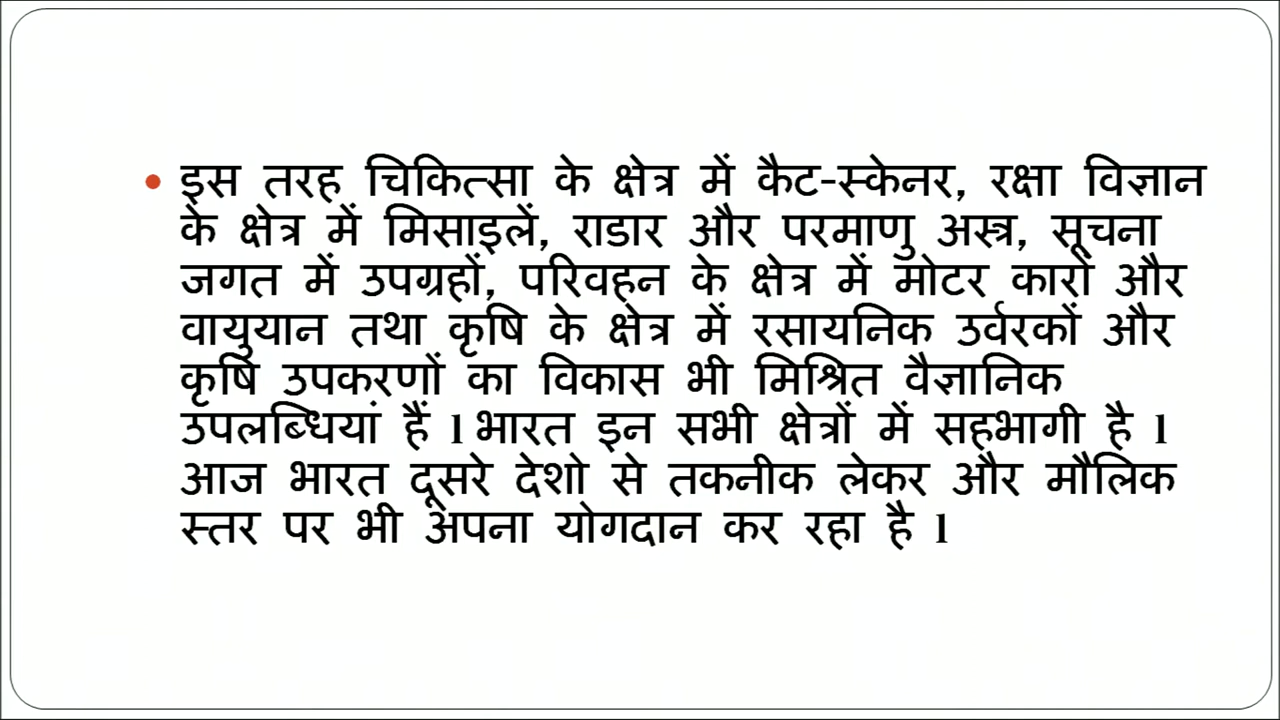 • इस तरह चिकित्सा के क्षेत्र में कैट-स्केनर, रक्षा विज्ञान
के क्षेत्र में मिसाइलें, राडार और परमाणु अस्त्र, सूचना
जगत में उपग्रहों, परिवहन के क्षेत्र में मोटर कारों और
वायुयान तथा कृषि के क्षेत्र में रसायनिक उर्वरकों और
कृषि उपकरणों का विकास भी मिश्रित वैज्ञानिक
उपलब्धियां हैं l भारत इन सभी क्षेत्रों में सहभागी है l
आज भारत दूसरे देशो से तकनीक लेकर और मौलिक
स्तर पर भी अपना योगदान कर रहा है l